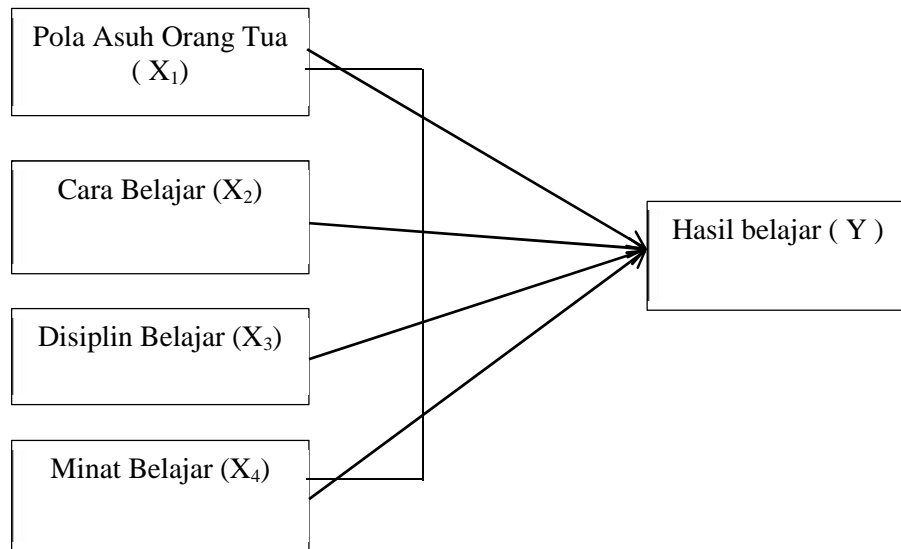 Pola Asuh Orang Tua
( X₁)
Cara Belajar (X₂)
Hasil belajar ( Y )
Disiplin Belajar (X₃)
Minat Belajar (X₄)